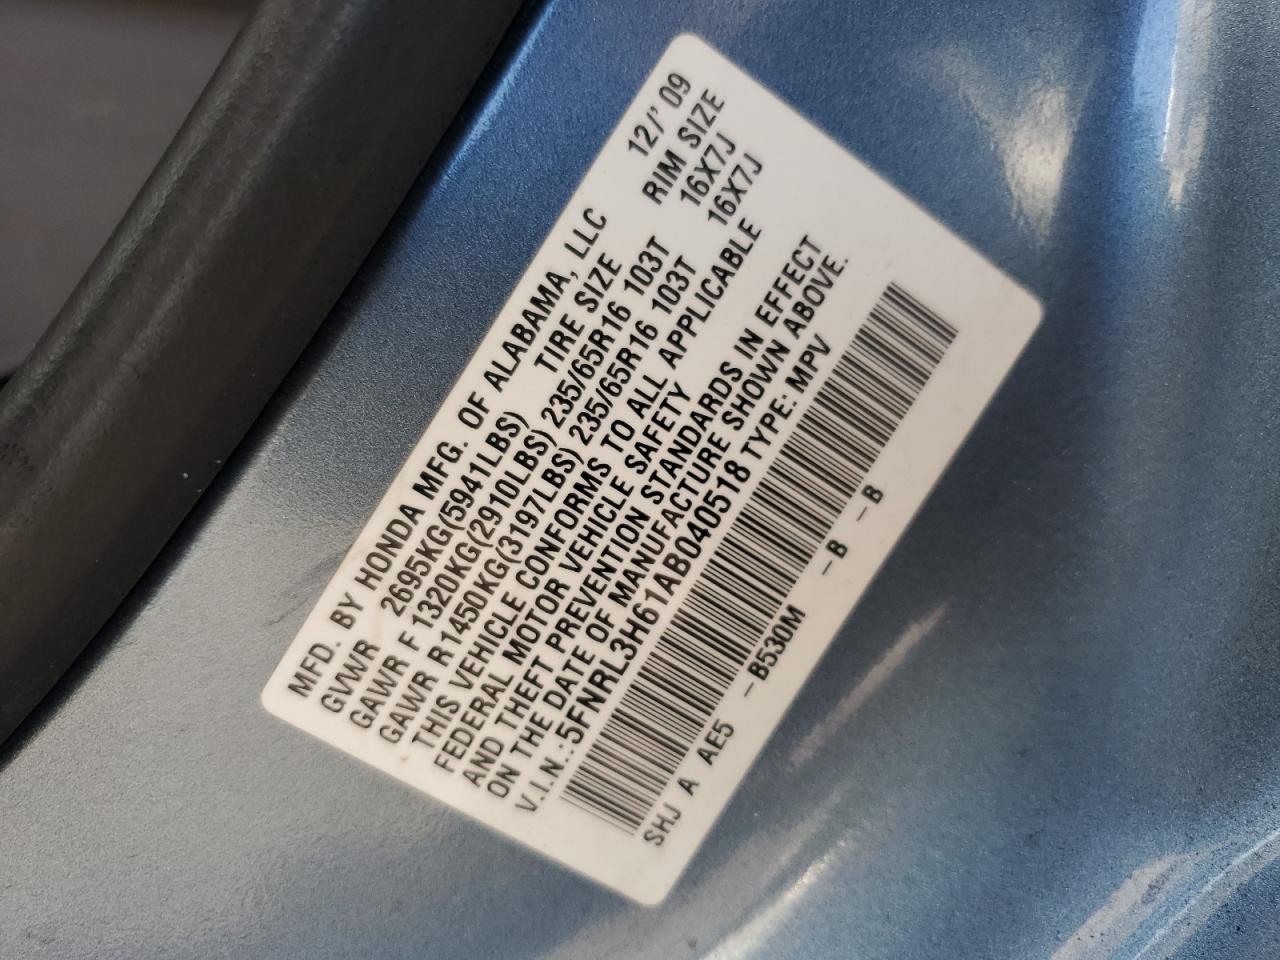 MFD. BY HONDA MFG. OF ALABAMA, LLC 12/' 09
GVWR 2695KG(5941LBS) TIRE SIZE RIM SIZE
GAWR F 1320KG(2910LBS) 235/65R16 103T 16X7J
GAWR R 1450KG(3197LBS) 235/65R16 103T 16X7J
THIS VEHICLE CONFORMS TO ALL APPLICABLE
FEDERAL MOTOR VEHICLE SAFETY
AND THEFT PREVENTION STANDARDS IN EFFECT
ON THE DATE OF MANUFACTURE SHOWN ABOVE.
V.I.N.: 5FNRL3H61AB040518 TYPE: MPV
SHJ A AE5 -B530M -B -B